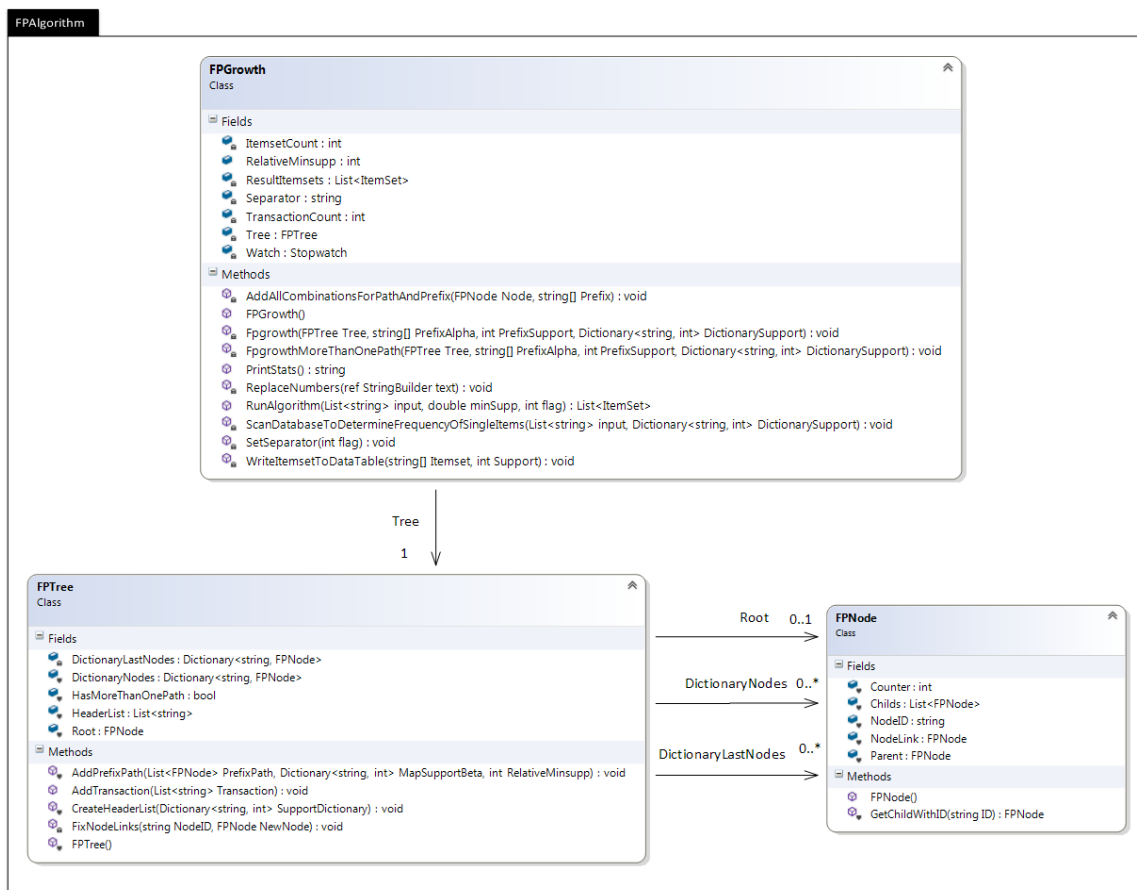 FPAlgorithm
FPGrowth
Class
Fields
ItemsetCount : int
RelativeMinsupp : int
ResultItemsets : List<ItemSet>
Separator : string
TransactionCount : int
Tree : FPTree
Watch : Stopwatch
Methods
AddAllCombinationsForPathAndPrefix(FPNode Node, string[] Prefix) : void
FPGrowth()
Fpgrowth(FPTree Tree, string[] PrefixAlpha, int PrefixSupport, Dictionary<string, int> DictionarySupport) : void
FpgrowthMoreThanOnePath(FPTree Tree, string[] PrefixAlpha, int PrefixSupport, Dictionary<string, int> DictionarySupport) : void
PrintStats() : string
ReplaceNumbers(ref StringBuilder text) : void
RunAlgorithm(List<string> input, double minSupp, int flag) : List<ItemSet>
ScanDatabaseToDetermineFrequencyOfSingleItems(List<string> input, Dictionary<string, int> DictionarySupport) : void
SetSeparator(int flag) : void
WriteItemsetToDataTable(string[] Itemset, int Support) : void
Tree
1
FPTree
Class
Fields
DictionaryLastNodes : Dictionary<string, FPNode>
DictionaryNodes : Dictionary<string, FPNode>
HasMoreThanOnePath : bool
HeaderList : List<string>
Root : FPNode
Methods
AddPrefixPath(List<FPNode> PrefixPath, Dictionary<string, int> MapSupportBeta, int RelativeMinsupp) : void
AddTransaction(List<string> Transaction) : void
CreateHeaderList(Dictionary<string, int> SupportDictionary) : void
FixNodeLinks(string NodeID, FPNode NewNode) : void
FPTree()
Root 0..1
DictionaryNodes 0..*
DictionaryLastNodes 0..*
FPNode
Class
Fields
Counter : int
Childs : List<FPNode>
NodeID : string
NodeLink : FPNode
Parent : FPNode
Methods
FPNode()
GetChildWithID(string ID) : FPNode